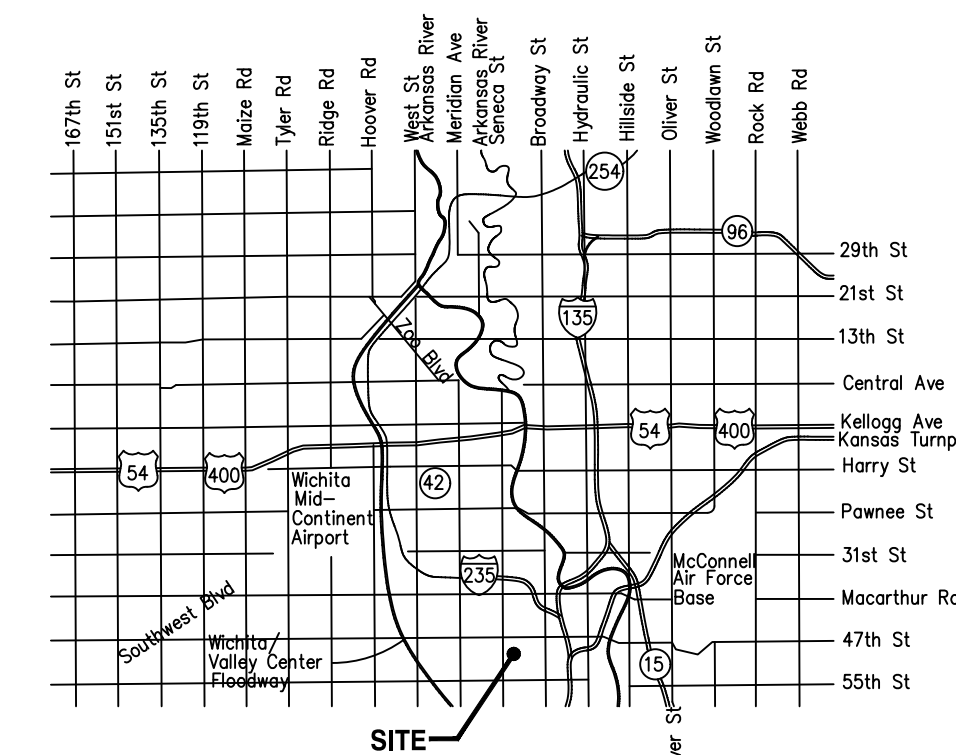 167th St
151st St
135th St
119th St
Maize Rd
Tyler Rd
Ridge Rd
Hoover Rd
West St
Arkansas River
Meridian Ave
Arkansas River
Seneca St
Broadway St
Hydraulic St
Hillside St
Oliver St
Woodlawn St
Rock Rd
Webb Rd
254
96
29th St
21st St
135
13th St
Zoo Blvd
Central Ave
54
400
Kellogg Ave
Kansas Turnp
54
400
42
Harry St
Wichita
Mid-
Continent
Airport
Pawnee St
31st St
235
McConnell
Air Force
Base
Macarthur Rd
Southwest Blvd
Wichita/
Valley Center
Floodway
47th St
15
55th St
SITE
ver St